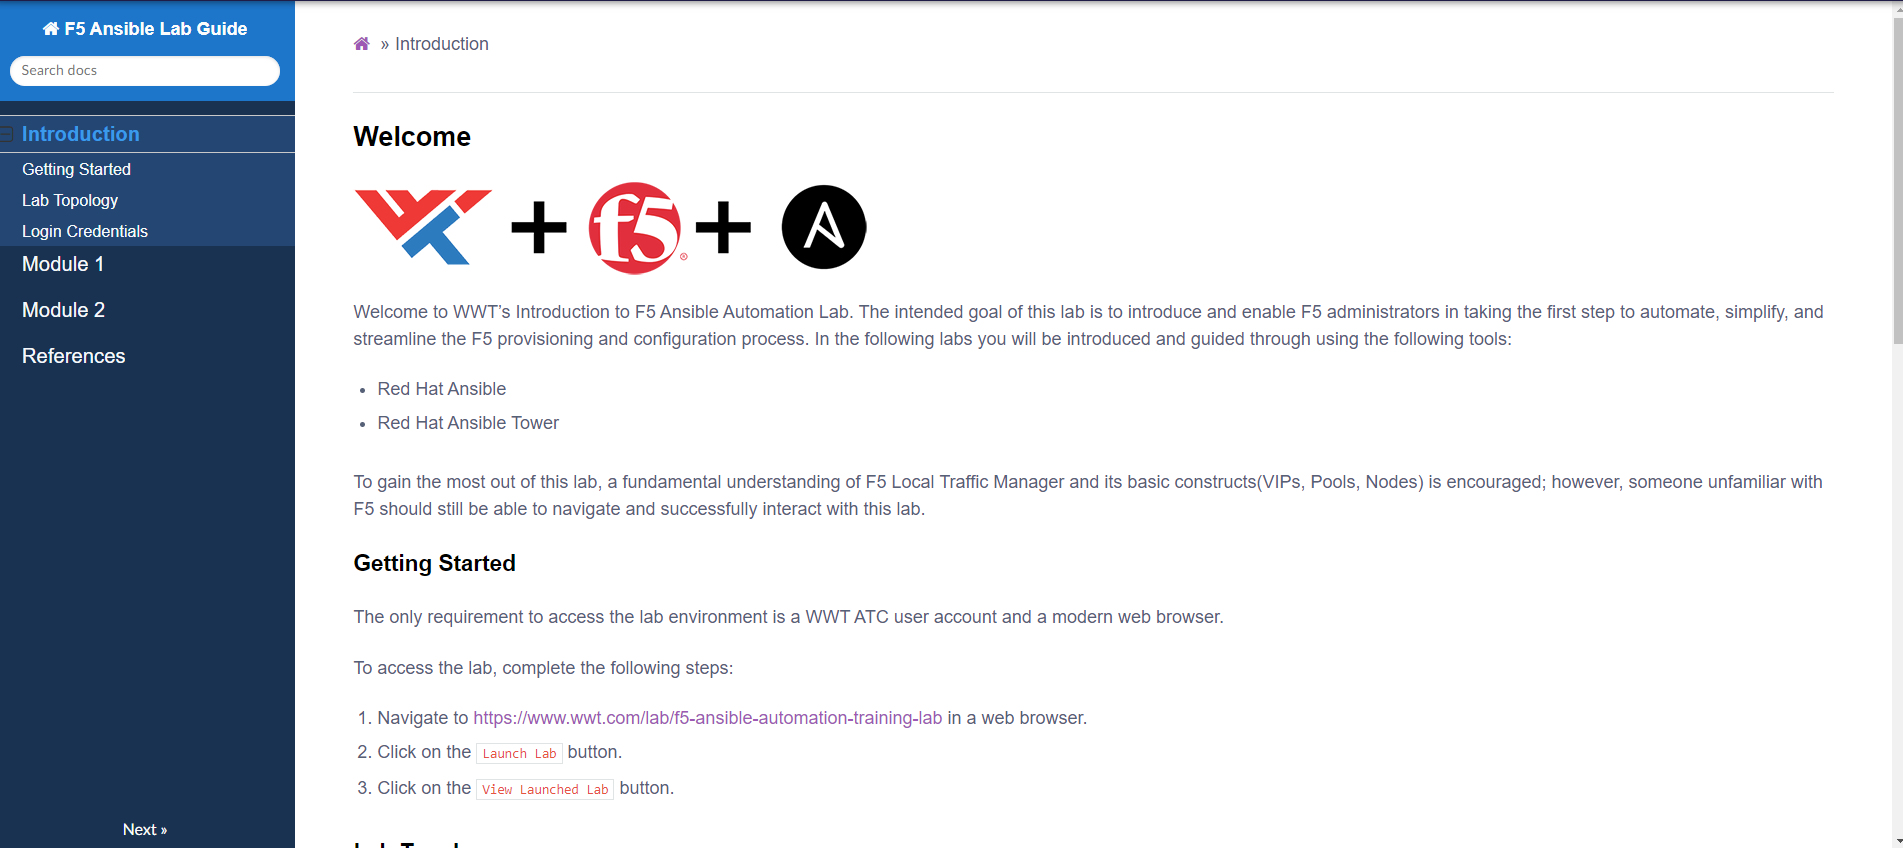 F5 Ansible Lab Guide
Search docs
Introduction
Getting Started
Lab Topology
Login Credentials
Module 1
Module 2
References
Next »
» Introduction
Welcome
f5
®
Welcome to WWT’s Introduction to F5 Ansible Automation Lab. The intended goal of this lab is to introduce and enable F5 administrators in taking the first step to automate, simplify, and
streamline the F5 provisioning and configuration process. In the following labs you will be introduced and guided through using the following tools:
• Red Hat Ansible
• Red Hat Ansible Tower
To gain the most out of this lab, a fundamental understanding of F5 Local Traffic Manager and its basic constructs(VIPs, Pools, Nodes) is encouraged; however, someone unfamiliar with
F5 should still be able to navigate and successfully interact with this lab.
Getting Started
The only requirement to access the lab environment is a WWT ATC user account and a modern web browser.
To access the lab, complete the following steps:
1. Navigate to https://www.wwt.com/lab/f5-ansible-automation-training-lab in a web browser.
2. Click on the Launch Lab button.
3. Click on the View Launched Lab button.